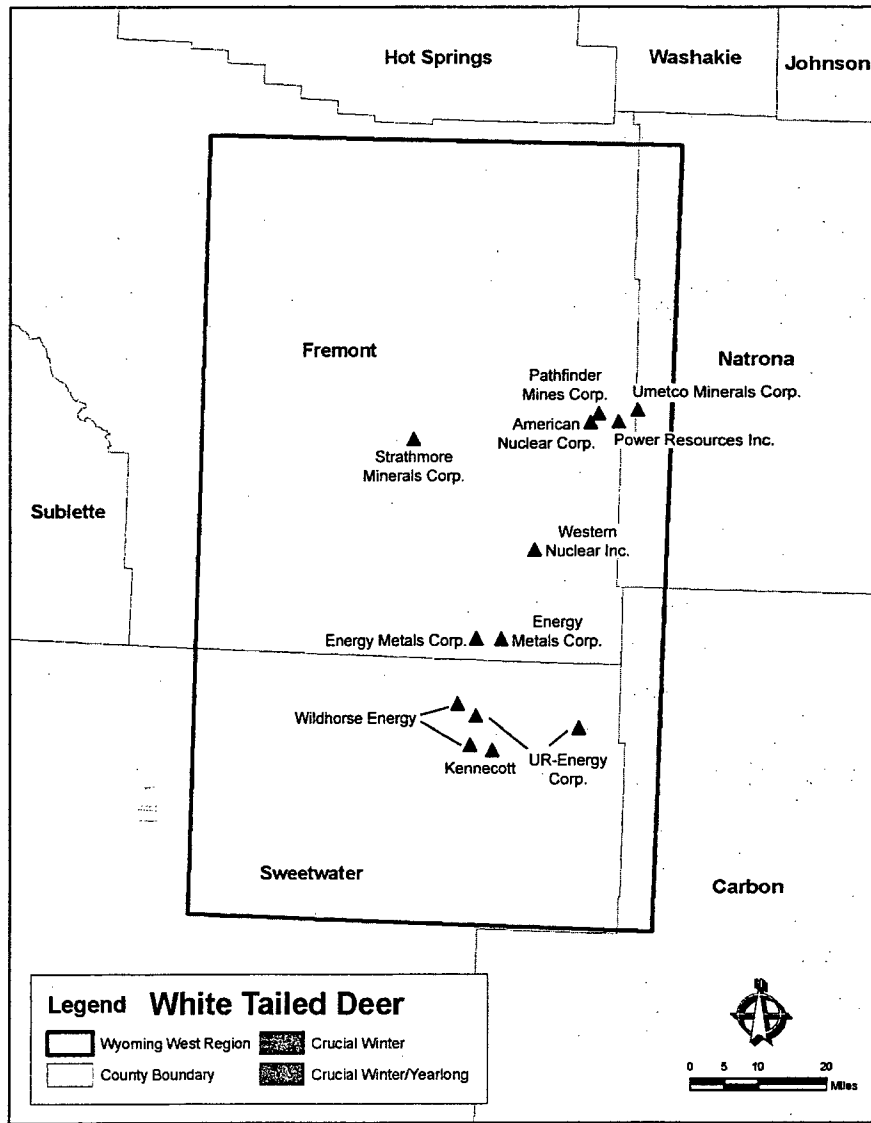 Hot Springs
Washakie
Johnson
Fremont
Natrona
Pathfinder
Mines Corp.
Umetco Minerals Corp.
American
Nuclear Corp.
Power Resources Inc.
Strathmore
Minerals Corp.
Sublette
Western
Nuclear Inc.
Energy Metals Corp.
Energy
Metals Corp.
Wildhorse Energy
Kennecott
UR-Energy
Corp.
Sweetwater
Carbon
Legend White Tailed Deer
Wyoming West Region
Crucial Winter
County Boundary
Crucial Winter/Yearlong
N
0 5 10 20
Miles